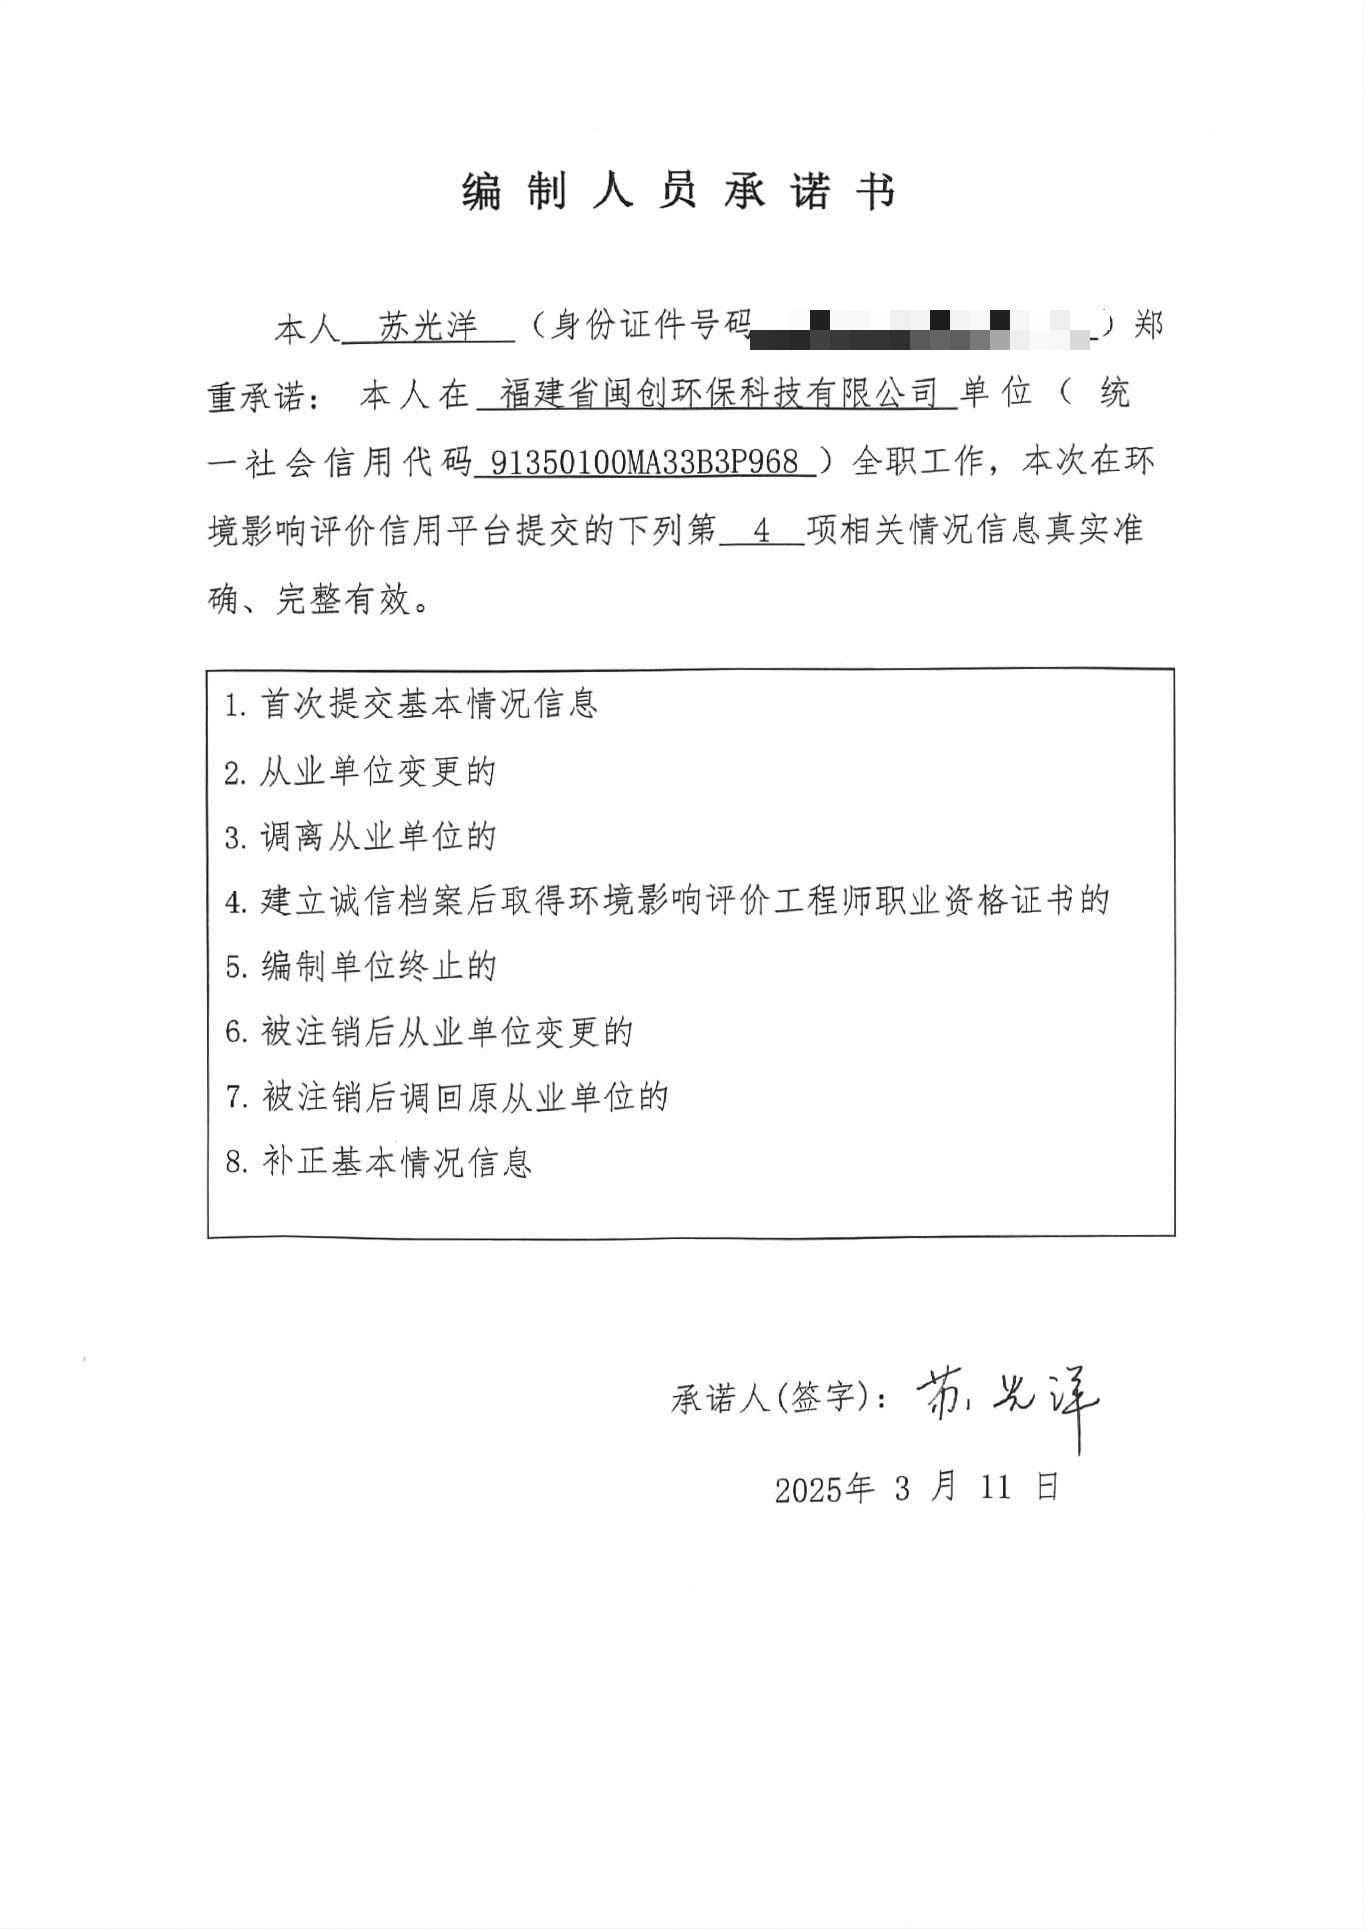 编制人员承诺书
本人 苏光洋 （身份证件号码 ）郑
重承诺：本人在 福建省闽创环保科技有限公司 单位（统
一社会信用代码 91350100MA33B3P968 ）全职工作，本次在环
境影响评价信用平台提交的下列第 4 项相关情况信息真实准
确、完整有效。
1. 首次提交基本情况信息
2. 从业单位变更的
3. 调离从业单位的
4. 建立诚信档案后取得环境影响评价工程师职业资格证书的
5. 编制单位终止的
6. 被注销后从业单位变更的
7. 被注销后调回原从业单位的
8. 补正基本情况信息
承诺人(签字)：苏光洋
2025年 3 月 11 日